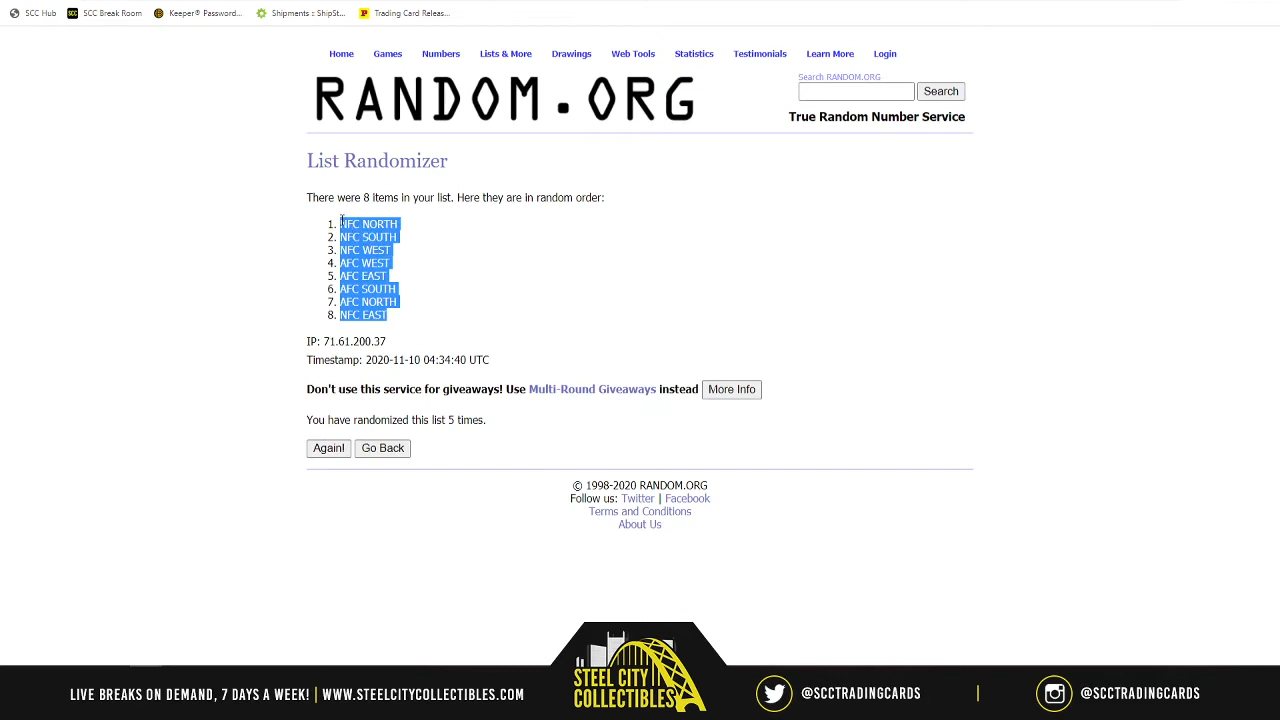 SCC Hub SCC Break Room Keeper® Password... Shipments :: ShipSt... Trading Card Releas...
Home Games Numbers Lists & More Drawings Web Tools Statistics Testimonials Learn More Login
RANDOM.ORG
Search RANDOM.ORG
Search
True Random Number Service
List Randomizer
There were 8 items in your list. Here they are in random order:
1. NFC NORTH
2. NFC SOUTH
3. NFC WEST
4. AFC WEST
5. AFC EAST
6. AFC SOUTH
7. AFC NORTH
8. NFC EAST
IP: 71.61.200.37
Timestamp: 2020-11-10 04:34:40 UTC
Don't use this service for giveaways! Use Multi-Round Giveaways instead More Info
You have randomized this list 5 times.
Again! Go Back
© 1998-2020 RANDOM.ORG
Follow us: Twitter | Facebook
Terms and Conditions
About Us
LIVE BREAKS ON DEMAND, 7 DAYS A WEEK! | WWW.STEELCITYCOLLECTIBLES.COM
STEEL CITY
COLLECTIBLES
@SCCTRADINGCARDS | @SCCTRADINGCARDS